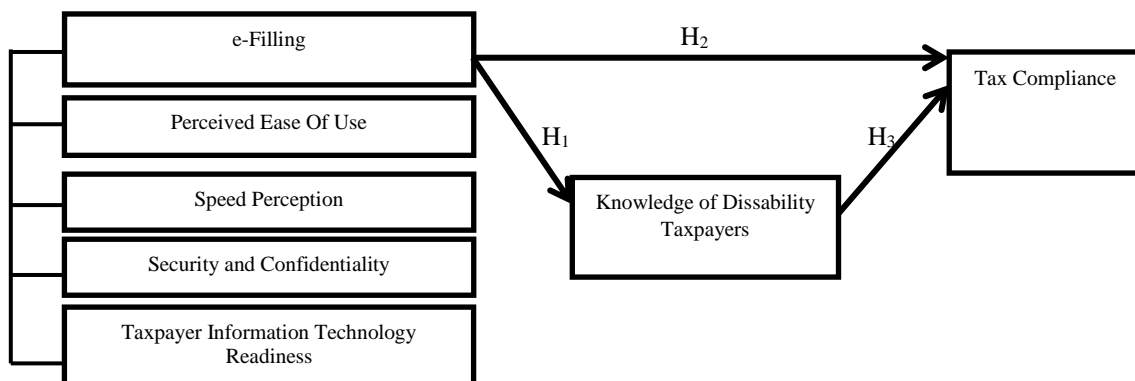 e-Filling
H2
Tax Compliance
Perceived Ease Of Use
H1
H3
Speed Perception
Knowledge of Dissability
Taxpayers
Security and Confidentiality
Taxpayer Information Technology
Readiness